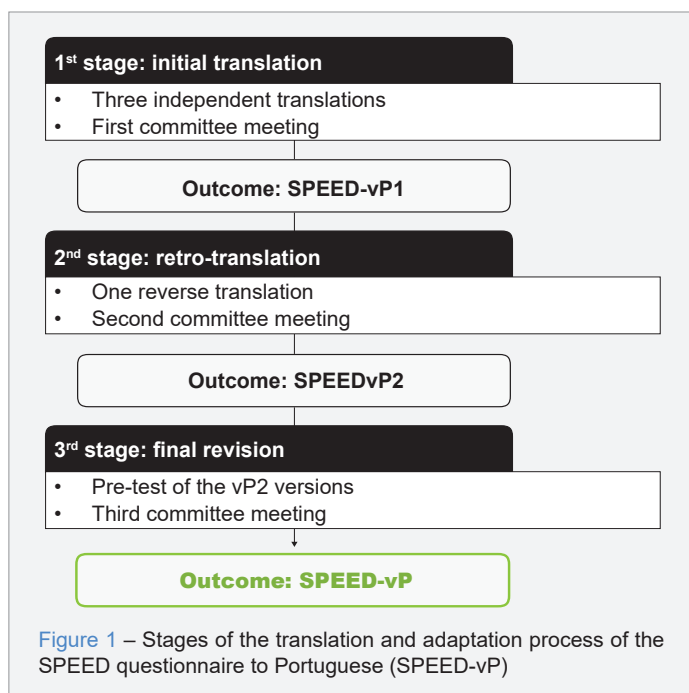 1st stage: initial translation
• Three independent translations
• First committee meeting
Outcome: SPEED-vP1
2nd stage: retro-translation
• One reverse translation
• Second committee meeting
Outcome: SPEEDvP2
3rd stage: final revision
• Pre-test of the vP2 versions
• Third committee meeting
Outcome: SPEED-vP
Figure 1 – Stages of the translation and adaptation process of the
SPEED questionnaire to Portuguese (SPEED-vP)